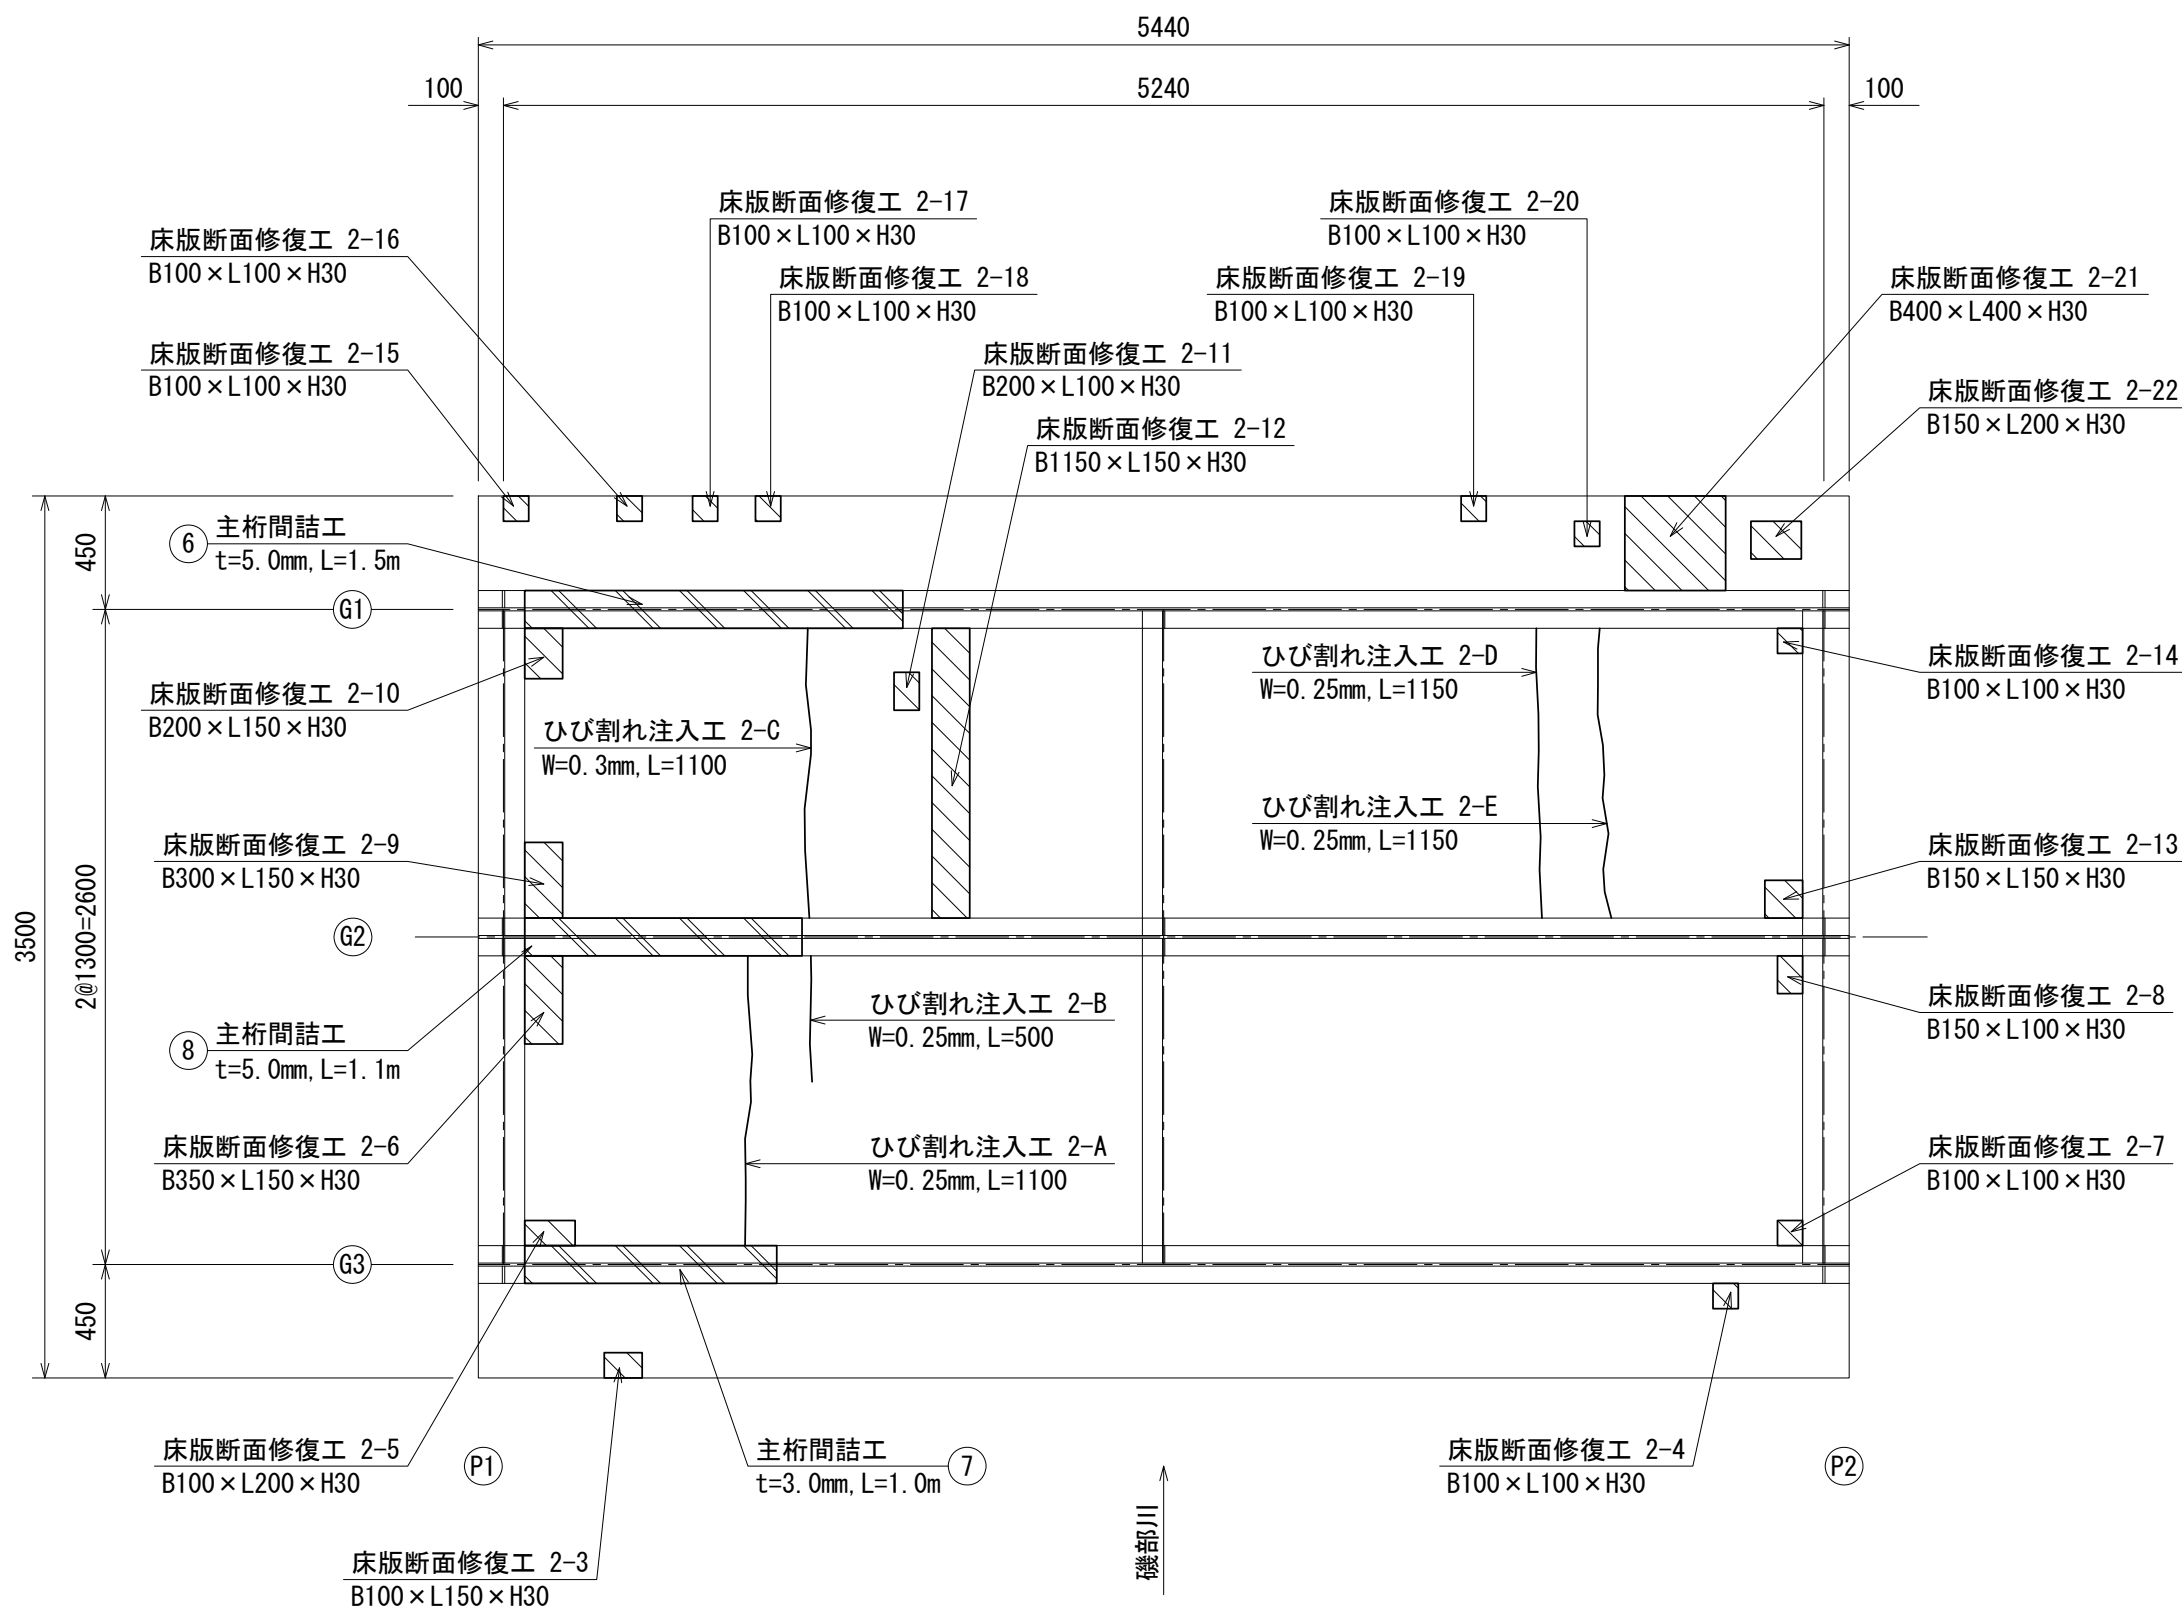 5440
100
5240
100
床版断面修復工 2-17
B100×L100×H30
床版断面修復工 2-20
B100×L100×H30
床版断面修復工 2-16
B100×L100×H30
床版断面修復工 2-18
B100×L100×H30
床版断面修復工 2-19
B100×L100×H30
床版断面修復工 2-21
B400×L400×H30
床版断面修復工 2-15
B100×L100×H30
床版断面修復工 2-11
B200×L100×H30
床版断面修復工 2-22
B150×L200×H30
床版断面修復工 2-12
B1150×L150×H30
6
主桁間詰工
t=5.0mm,L=1.5m
450
G1
床版断面修復工 2-10
B200×L150×H30
ひび割れ注入工 2-C
W=0.3mm,L=1100
ひび割れ注入工 2-D
W=0.25mm,L=1150
床版断面修復工 2-14
B100×L100×H30
ひび割れ注入工 2-E
W=0.25mm,L=1150
床版断面修復工 2-9
B300×L150×H30
床版断面修復工 2-13
B150×L150×H30
3500
2@1300=2600
G2
8
主桁間詰工
t=5.0mm,L=1.1m
ひび割れ注入工 2-B
W=0.25mm,L=500
床版断面修復工 2-8
B150×L100×H30
床版断面修復工 2-6
B350×L150×H30
ひび割れ注入工 2-A
W=0.25mm,L=1100
床版断面修復工 2-7
B100×L100×H30
G3
450
床版断面修復工 2-5
B100×L200×H30
P1
主桁間詰工
t=3.0mm,L=1.0m
7
床版断面修復工 2-4
B100×L100×H30
P2
磯部川
床版断面修復工 2-3
B100×L150×H30